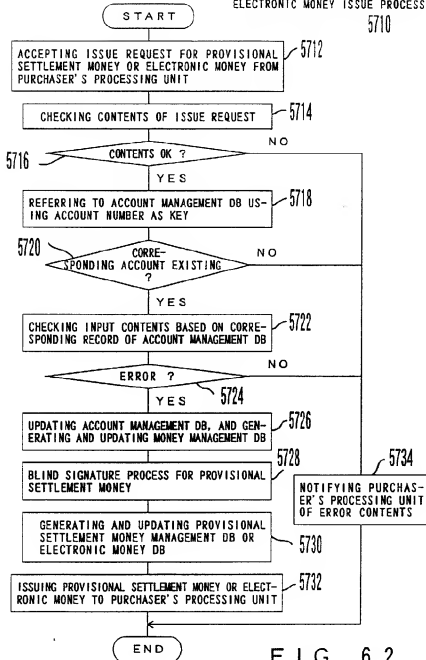 ELECTRONIC MONEY ISSUE PROCESS
5710
START
ACCEPTING ISSUE REQUEST FOR PROVISIONAL
SETTLEMENT MONEY OR ELECTRONIC MONEY FROM
PURCHASER'S PROCESSING UNIT
5712
CHECKING CONTENTS OF ISSUE REQUEST
5714
CONTENTS OK ?
5716
NO
YES
REFERRING TO ACCOUNT MANAGEMENT DB US-
ING ACCOUNT NUMBER AS KEY
5718
5720
CORRE-
SPONDING ACCOUNT EXISTING
?
NO
YES
CHECKING INPUT CONTENTS BASED ON CORRE-
SPONDING RECORD OF ACCOUNT MANAGEMENT DB
5722
ERROR ?
NO
5724
YES
UPDATING ACCOUNT MANAGEMENT DB, AND GEN-
ERATING AND UPDATING MONEY MANAGEMENT DB
5726
BLIND SIGNATURE PROCESS FOR PROVISIONAL
SETTLEMENT MONEY
5728
5734
NOTIFYING PURCHAS-
ER'S PROCESSING UNIT
OF ERROR CONTENTS
GENERATING AND UPDATING PROVISIONAL
SETTLEMENT MONEY MANAGEMENT DB OR
ELECTRONIC MONEY DB
5730
ISSUING PROVISIONAL SETTLEMENT MONEY OR ELECT-
RONIC MONEY TO PURCHASER'S PROCESSING UNIT
5732
END
FIG. 62